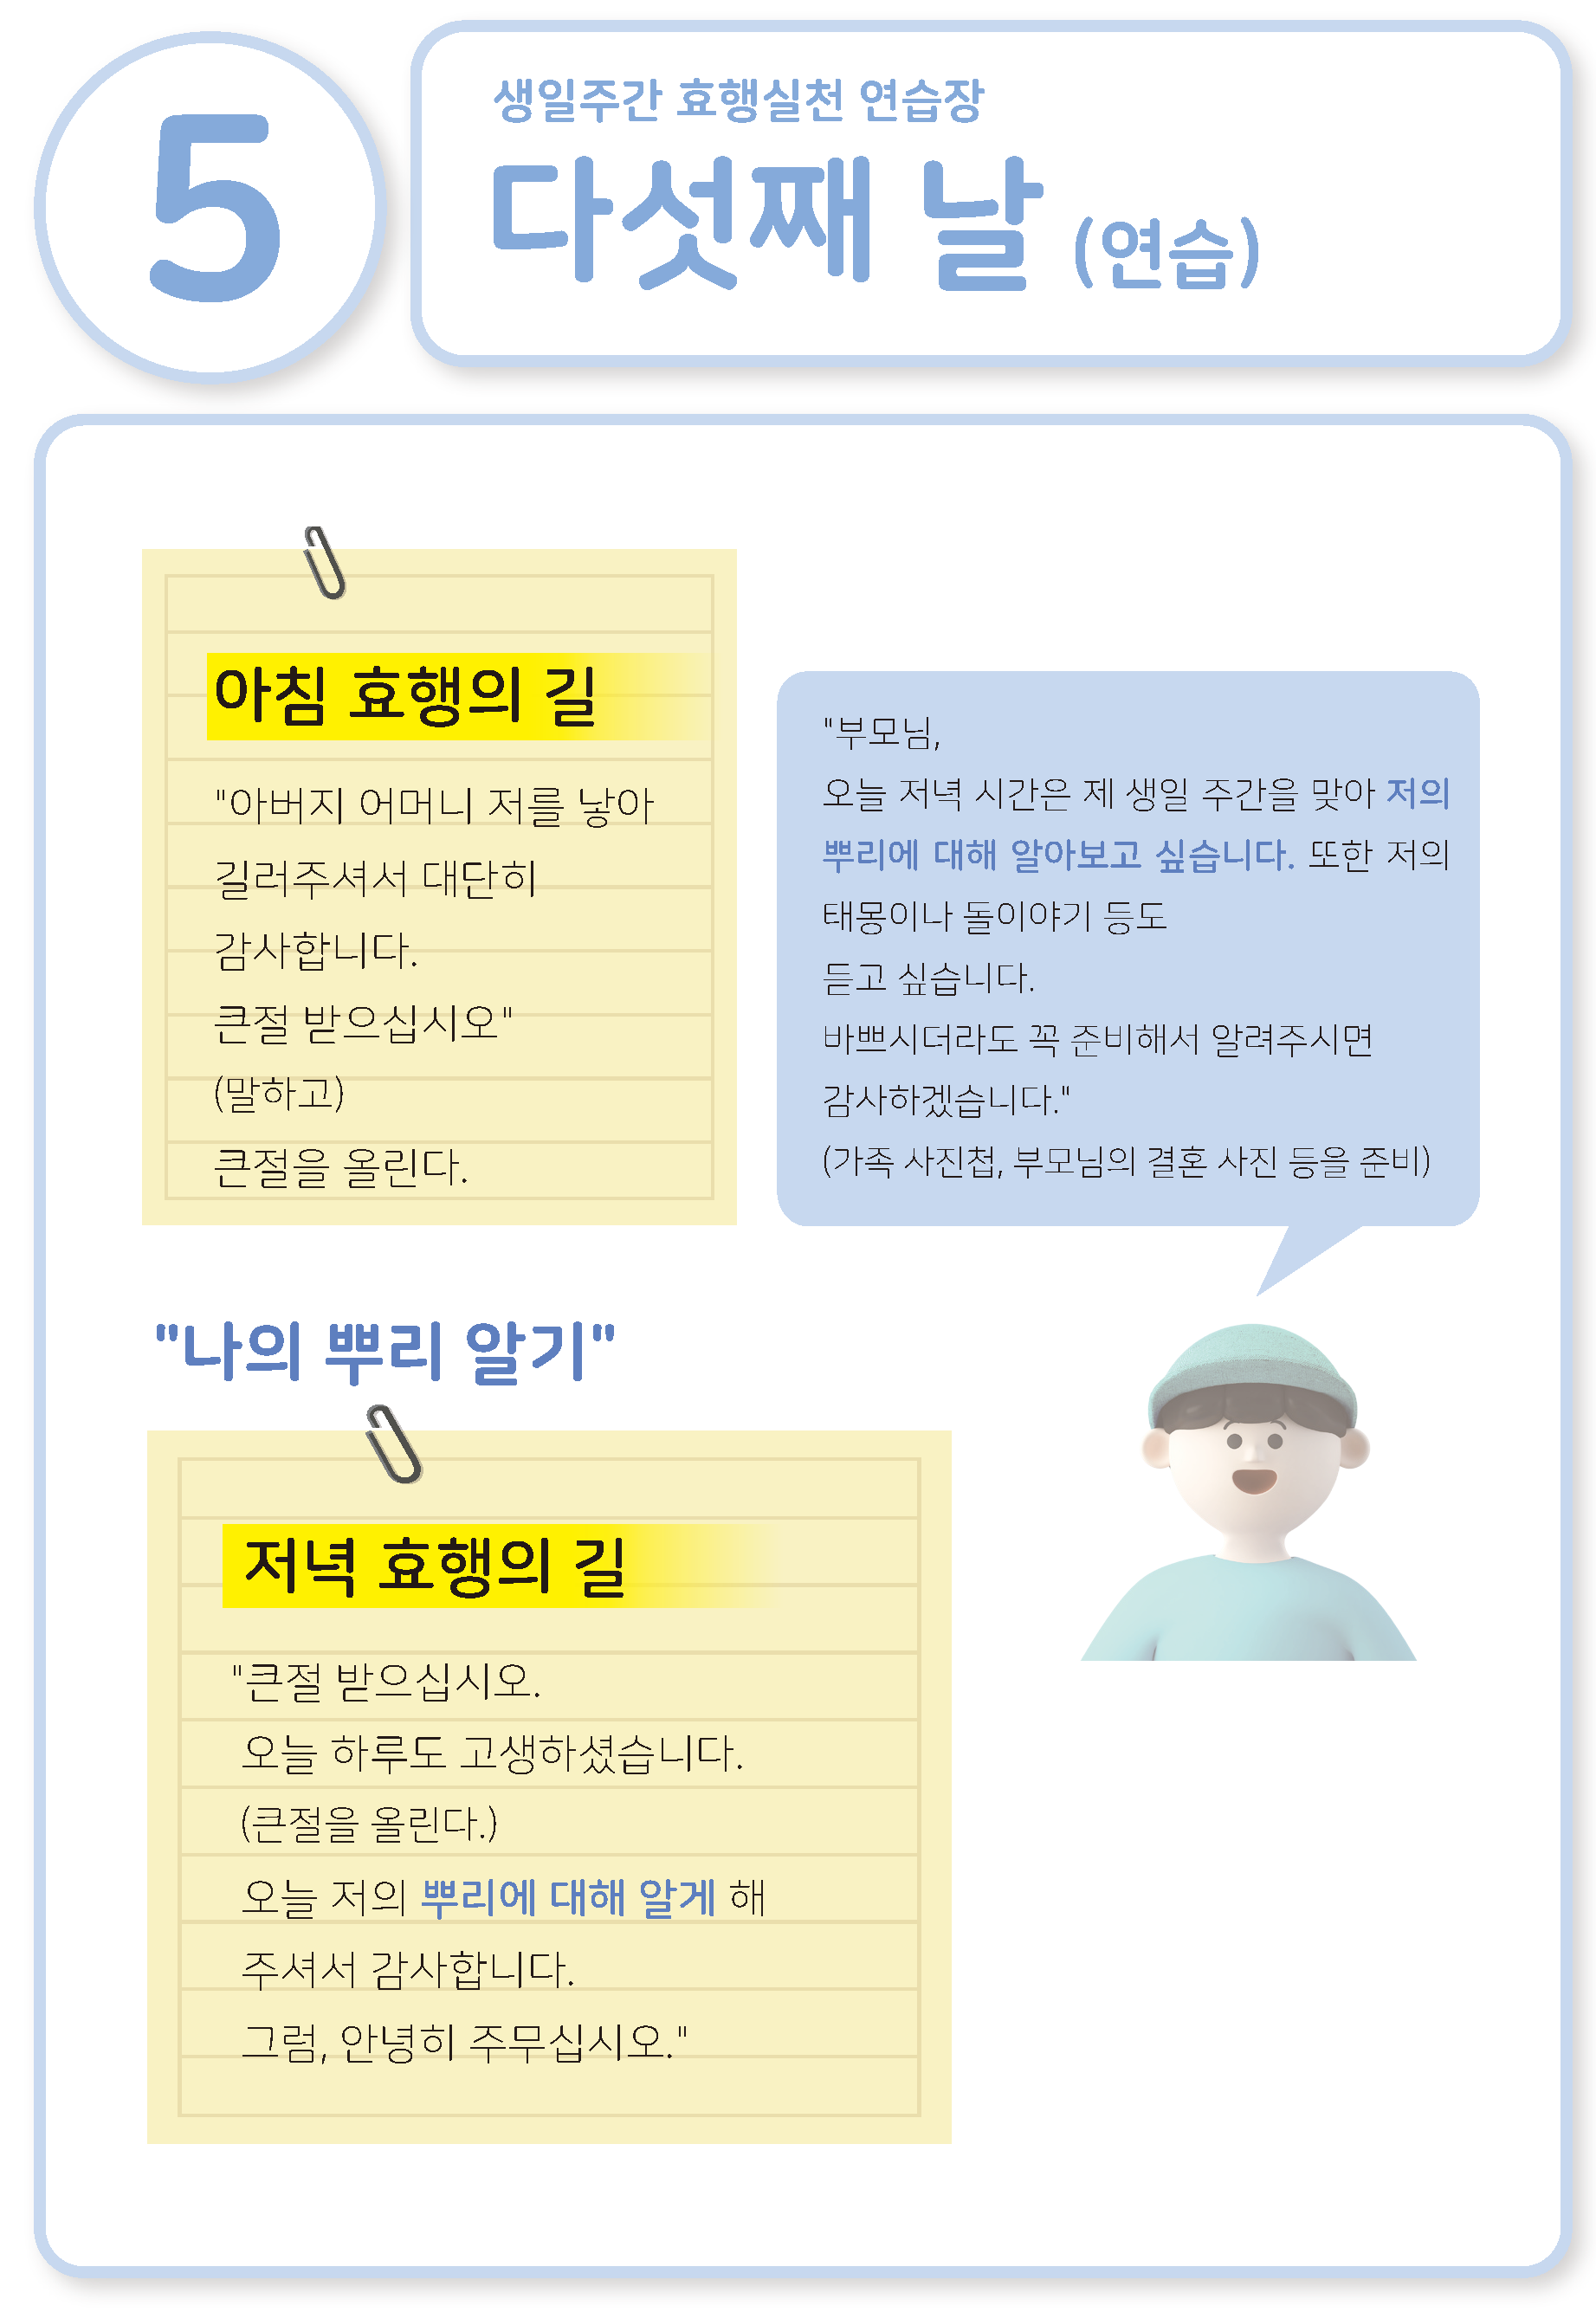 5
생일주간 효행실천 연습장
다섯째 날 (연습)
아침 효행의 길
"아버지 어머니 저를 낳아
길러주셔서 대단히
감사합니다.
큰절 받으십시오"
(말하고)
큰절을 올린다.
"부모님,
오늘 저녁 시간은 제 생일 주간을 맞아 저의
뿌리에 대해 알아보고 싶습니다. 또한 저의
태몽이나 돌이야기 등도
듣고 싶습니다.
바쁘시더라도 꼭 준비해서 알려주시면
감사하겠습니다."
(가족 사진첩, 부모님의 결혼 사진 등을 준비)
"나의 뿌리 알기"
저녁 효행의 길
"큰절 받으십시오.
오늘 하루도 고생하셨습니다.
(큰절을 올린다.)
오늘 저의 뿌리에 대해 알게 해
주셔서 감사합니다.
그럼, 안녕히 주무십시오."